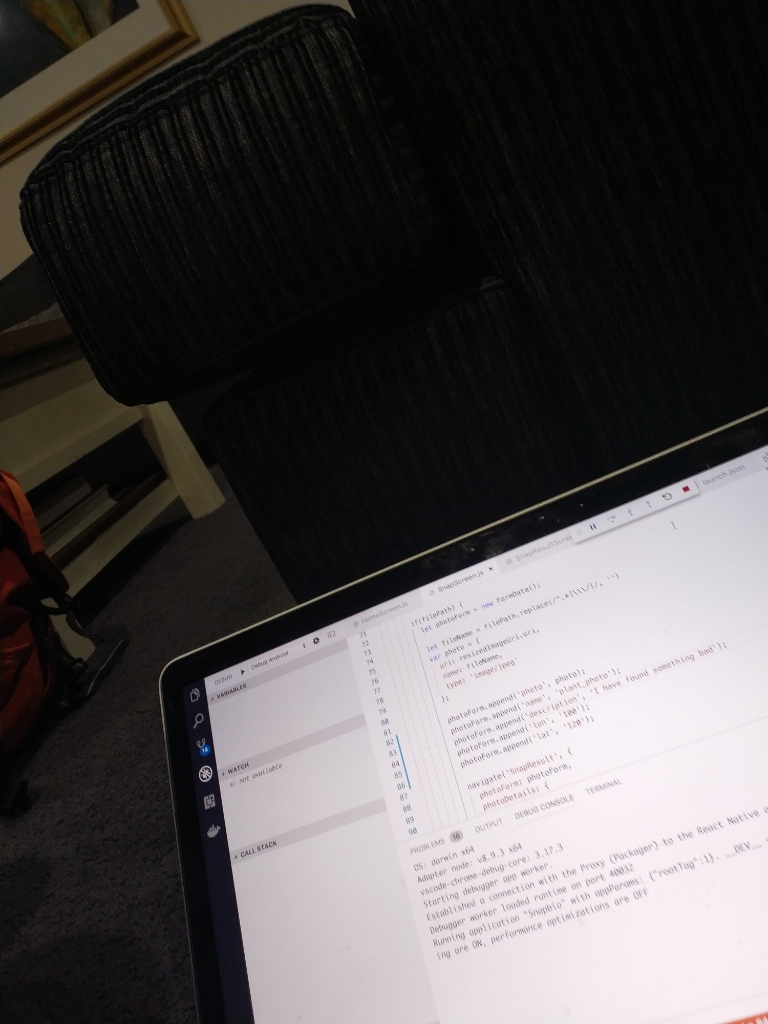 DEBUG Debug Android
VARIABLES
WATCH
e: not available
CALL STACK
14
HomeScreen.js
SnapScreen.js ×
SnapResultScree
launch.json
71
72
73
74
75
76
77
78
79
80
81
82
83
84
85
86
87
88
89
90
if(filePath) {
let photoForm = new FormData();
let fileName = filePath.replace(/^.*[\\\/]/, '')
var photo = {
uri: resizedImageUri.uri,
name: fileName,
type: 'image/jpeg'
};
photoForm.append('photo', photo);
photoForm.append('name', 'plant_photo');
photoForm.append('description', 'I have found something bad');
photoForm.append('lon', '100');
photoForm.append('lat', '120');
navigate('SnapResult', {
photoForm: photoForm,
photoDetails: {
PROBLEMS 16 OUTPUT DEBUG CONSOLE TERMINAL
OS: darwin x64
Adapter node: v8.9.3 x64
vscode-chrome-debug-core: 3.17.3
Starting debugger app worker.
Established a connection with the Proxy (Packager) to the React Native
Debugger worker loaded runtime on port 40032
Running application "Snapbio" with appParams: {"rootTag":1}. __DEV__
ing are ON, performance optimizations are OFF